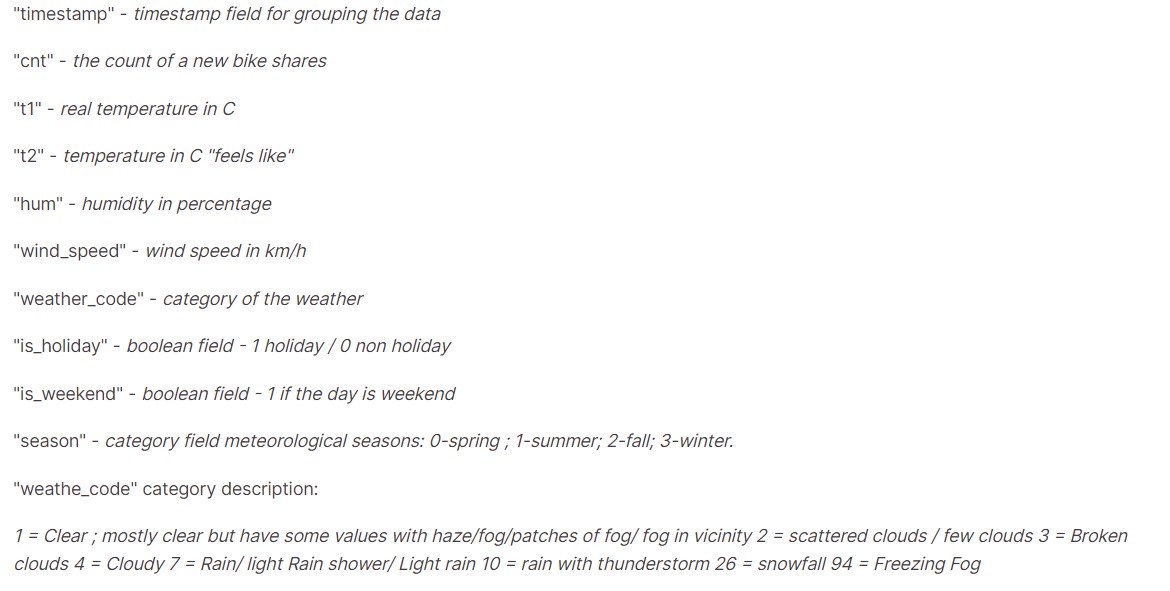 "timestamp" - timestamp field for grouping the data
"cnt" - the count of a new bike shares
"t1" - real temperature in C
"t2" - temperature in C "feels like"
"hum" - humidity in percentage
"wind_speed" - wind speed in km/h
"weather_code" - category of the weather
"is_holiday" - boolean field - 1 holiday / 0 non holiday
"is_weekend" - boolean field - 1 if the day is weekend
"season" - category field meteorological seasons: 0-spring ; 1-summer; 2-fall; 3-winter.
"weathe_code" category description:
1 = Clear ; mostly clear but have some values with haze/fog/patches of fog/ fog in vicinity 2 = scattered clouds / few clouds 3 = Broken
clouds 4 = Cloudy 7 = Rain/ light Rain shower/ Light rain 10 = rain with thunderstorm 26 = snowfall 94 = Freezing Fog